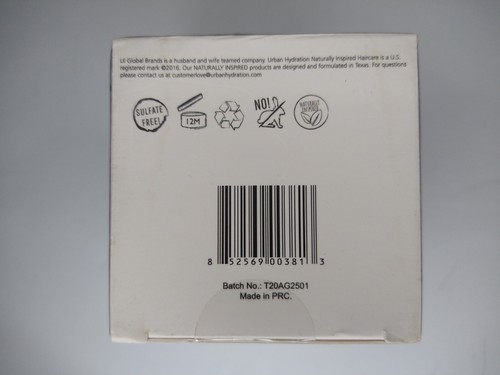 UI Global Brands is a husband and wife teamed company. Urban Hydration Naturally Inspired Haircare is a U.S.
registered mark ©2016. Our NATURALLY INSPIRED products are designed and formulated in Texas. For questions
please contact us at customerlove@urbanhydration.com
SULFATE
FREE!
12M
NO!
NATURALLY
INSPIRED
8 52569 00381 3
Batch No.: T20AG2501
Made in PRC.